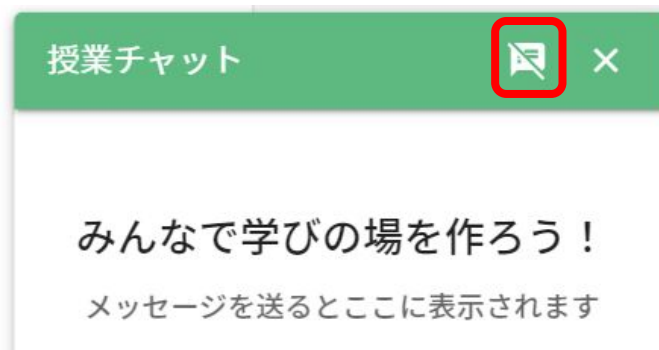 授業チャット
みんなで学びの場を作ろう！
メッセージを送るとここに表示されます